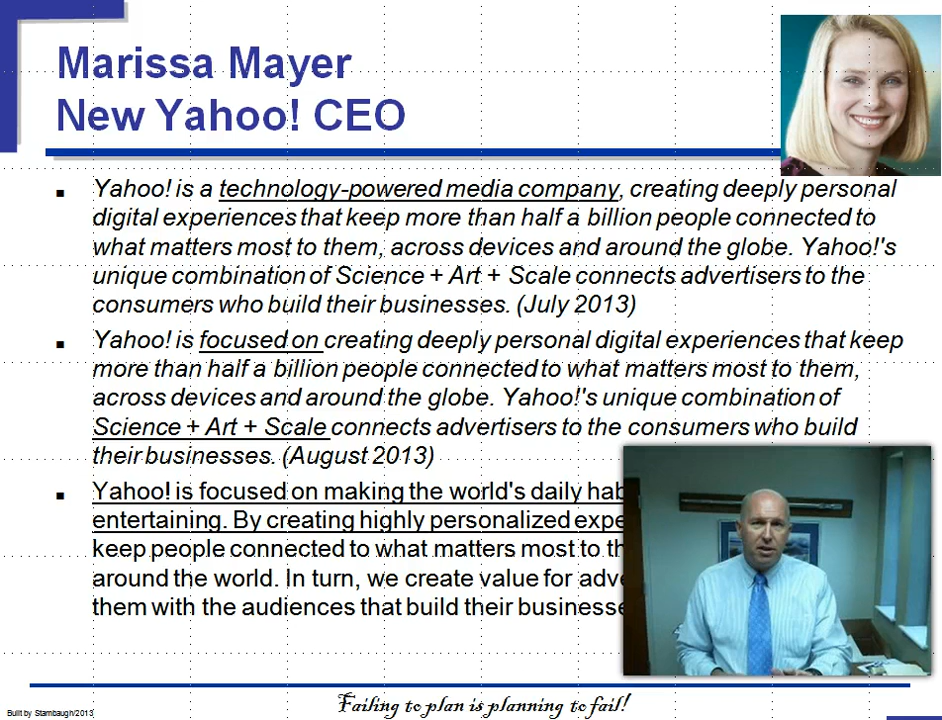 Marissa Mayer
New Yahoo! CEO
Yahoo! is a technology-powered media company, creating deeply personal
digital experiences that keep more than half a billion people connected to
what matters most to them, across devices and around the globe. Yahoo!'s
unique combination of Science + Art + Scale connects advertisers to the
consumers who build their businesses. (July 2013)
Yahoo! is focused on creating deeply personal digital experiences that keep
more than half a billion people connected to what matters most to them,
across devices and around the globe. Yahoo!'s unique combination of
Science + Art + Scale connects advertisers to the consumers who build
their businesses. (August 2013)
Yahoo! is focused on making the world's daily
entertaining. By creating highly personalized
keep people connected to what matters most to
around the world. In turn, we create value for
them with the audiences that build their
Failing to plan is planning to fail!
Built by Stambaugh/2013